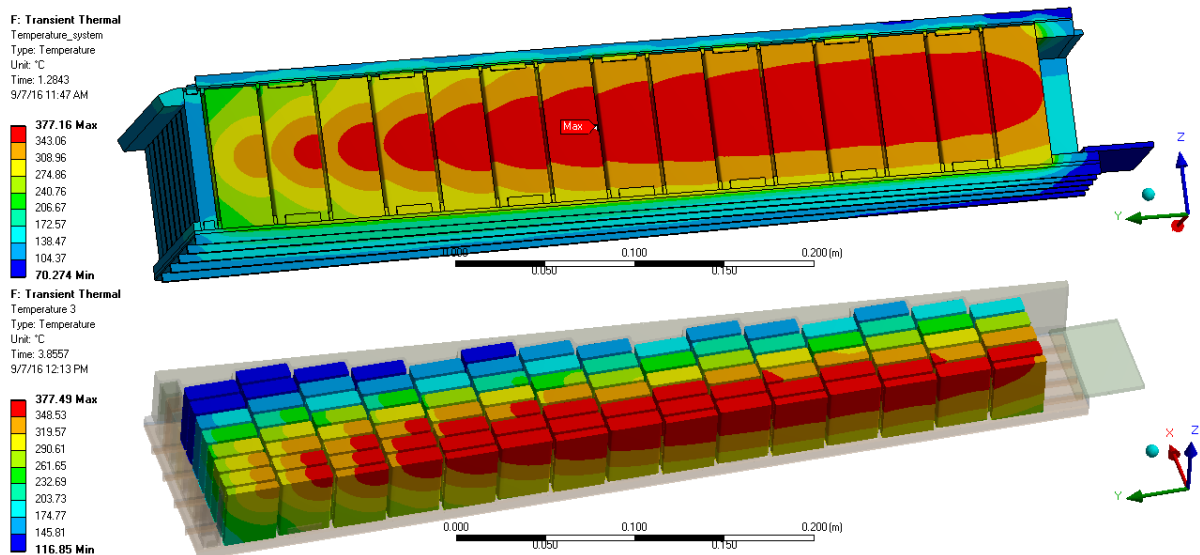 F: Transient Thermal
Temperature_system
Type: Temperature
Unit: °C
Time: 1.2843
9/7/16 11:47 AM
377.16 Max
343.06
308.96
274.86
240.76
206.67
172.57
138.47
104.37
70.274 Min
Max
Z
Y
0.000
0.100
0.200 (m)
0.050
0.150
F: Transient Thermal
Temperature 3
Type: Temperature
Unit: °C
Time: 3.8557
9/7/16 12:13 PM
377.49 Max
348.53
319.57
290.61
261.65
232.69
203.73
174.77
145.81
116.85 Min
X
Z
Y
0.000
0.100
0.200 (m)
0.050
0.150